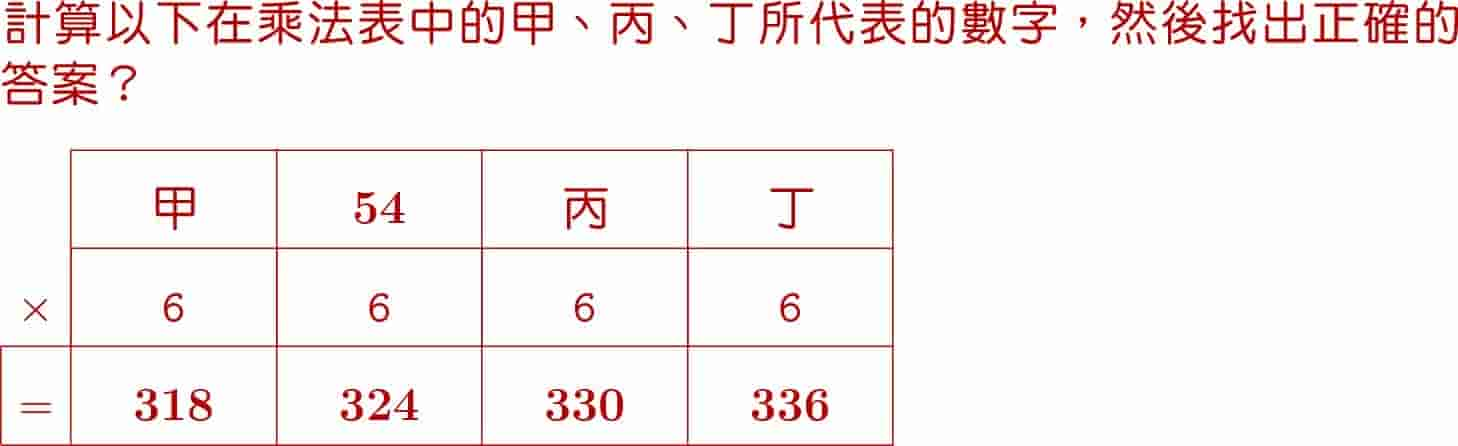 計算以下在乘法表中的甲、丙、丁所代表的數字,然後找出正確的
答案?
甲 54 丙 丁
× 6 6 6 6
= 318 324 330 336